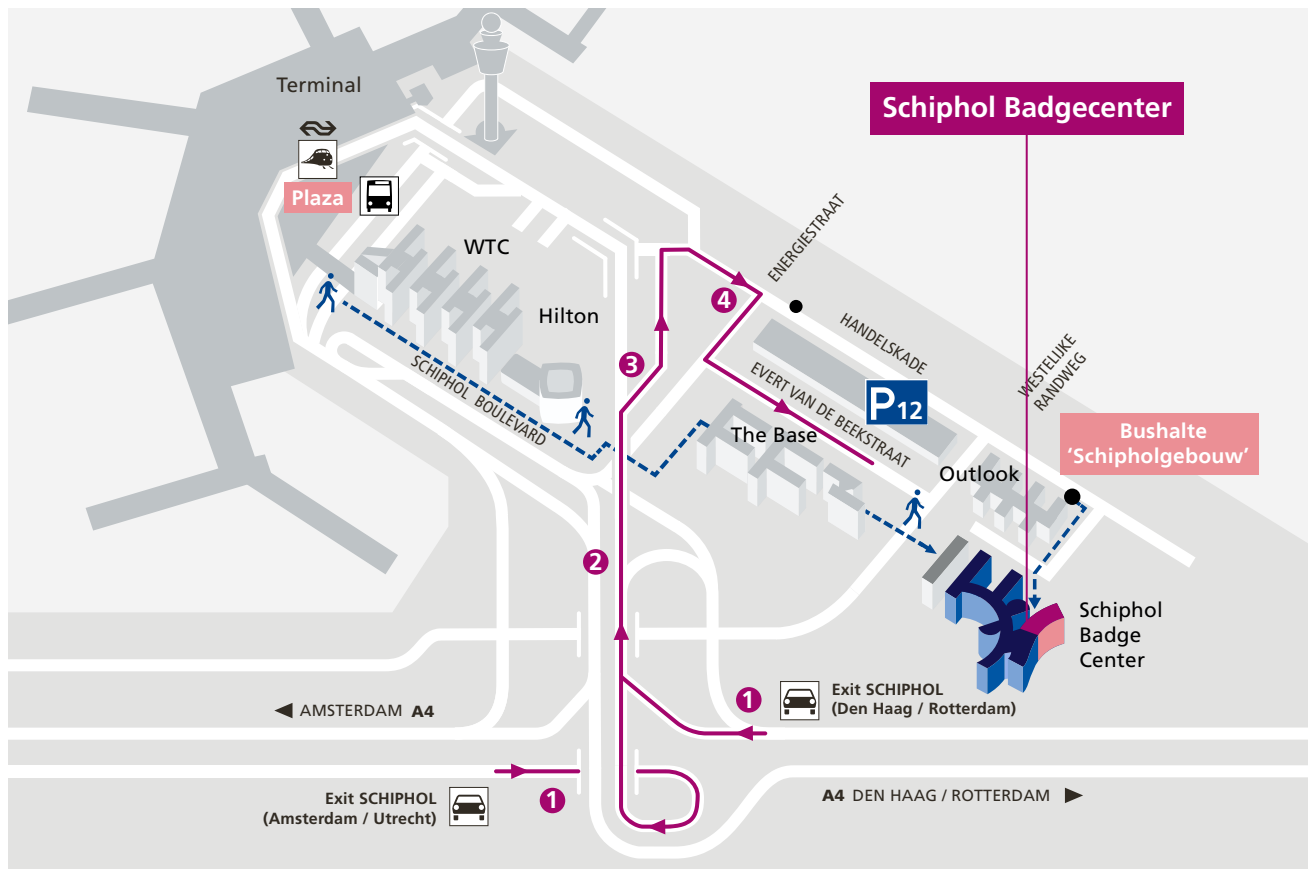 Terminal
Schiphol Badgecenter
Plaza
WTC
ENERGIESTRAAT
4
Hilton
HANDELSKADE
3
SCHIPHOL BOULEVARD
WESTELIJKE
RANDWEG
EVERT VAN DE BEEKSTRAAT
P12
The Base
Bushalte
'Schipholgebouw'
Outlook
2
Schiphol
Badge
Center
1
Exit SCHIPHOL
(Den Haag / Rotterdam)
AMSTERDAM A4
1
Exit SCHIPHOL
(Amsterdam / Utrecht)
A4 DEN HAAG / ROTTERDAM